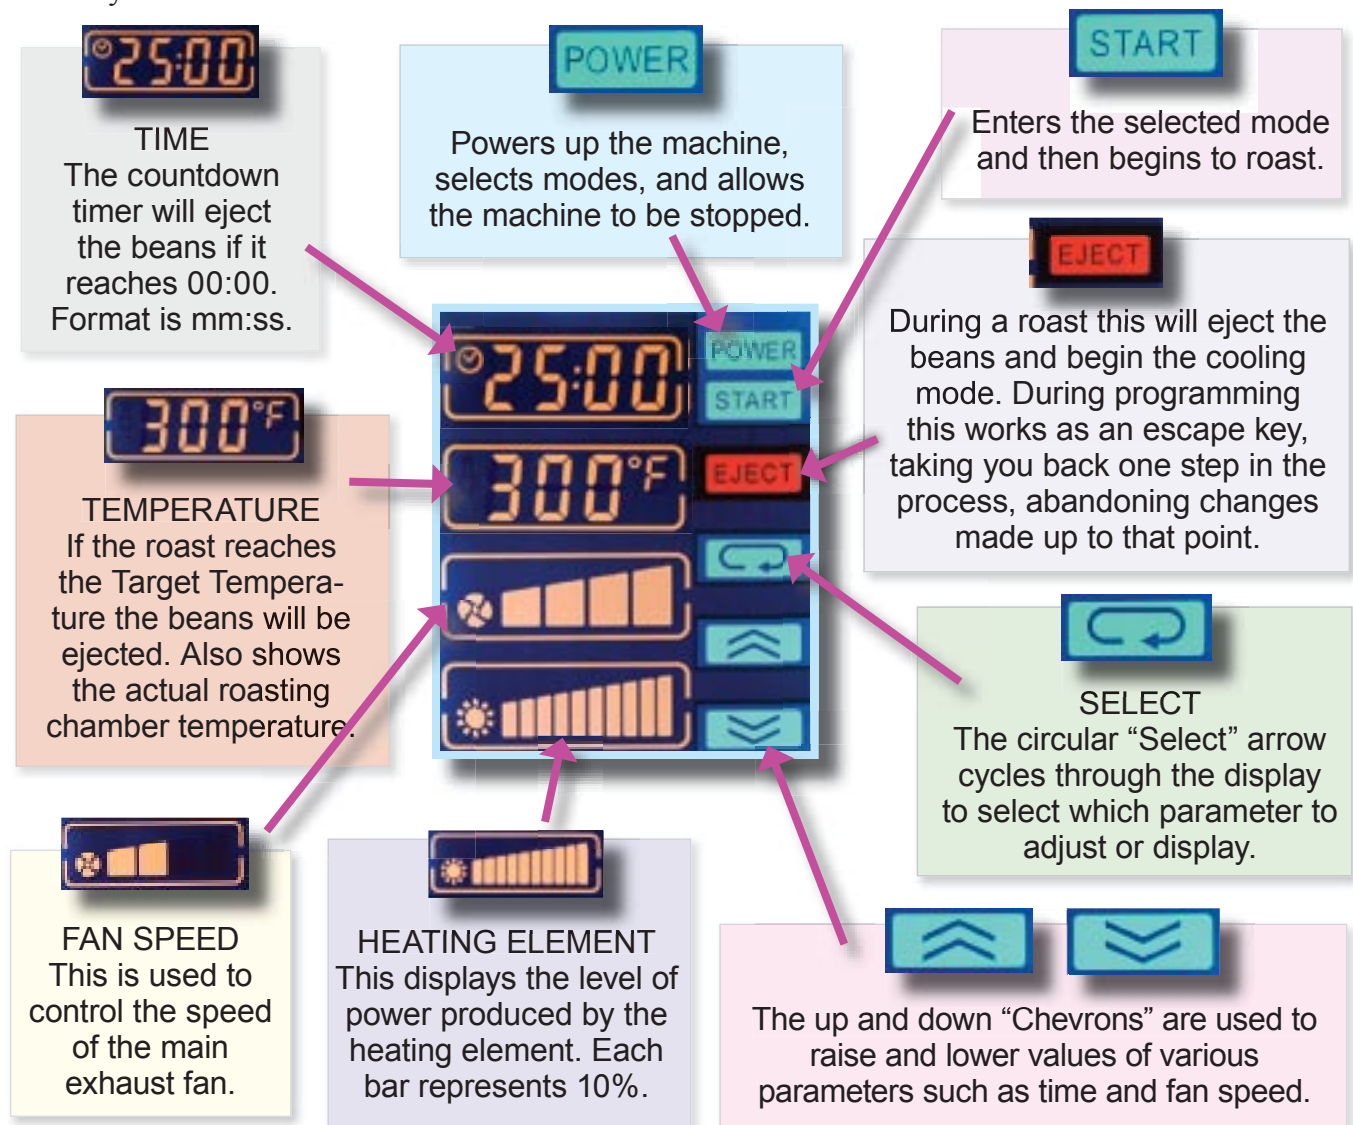 25:00
TIME
The countdown
timer will eject
the beans if it
reaches 00:00.
Format is mm:ss.
POWER
Powers up the machine,
selects modes, and allows
the machine to be stopped.
START
Enters the selected mode
and then begins to roast.
EJECT
During a roast this will eject the
beans and begin the cooling
mode. During programming
this works as an escape key,
taking you back one step in the
process, abandoning changes
made up to that point.
300°F
TEMPERATURE
If the roast reaches
the Target Tempera-
ture the beans will be
ejected. Also shows
the actual roasting
chamber temperature.
25:00
POWER
START
300°F
EJECT
SELECT
The circular “Select” arrow
cycles through the display
to select which parameter to
adjust or display.
FAN SPEED
This is used to
control the speed
of the main
exhaust fan.
HEATING ELEMENT
This displays the level of
power produced by the
heating element. Each
bar represents 10%.
The up and down “Chevrons” are used to
raise and lower values of various
parameters such as time and fan speed.